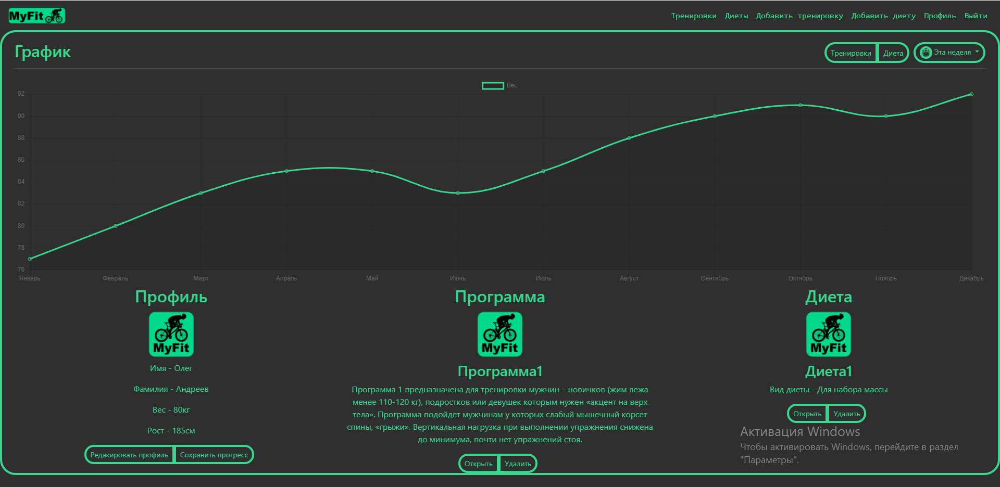 MyFit
Тренировки Диеты Добавить тренировку Добавить диету Профиль Выйти
График
Тренировки Диета Эта неделя
Вес
92
90
88
86
84
82
80
78
76
Январь Февраль Март Апрель Май Июнь Июль Август Сентябрь Октябрь Ноябрь Декабрь
Профиль
MyFit
Имя - Олег
Фамилия - Андреев
Вес - 80кг
Рост - 185см
Редакировать профиль Сохранить прогресс
Программа
MyFit
Программа1
Программа 1 предназначена для тренировки мужчин – новичков (жим лежа
менее 110-120 кг), подростков или девушек которым нужен «акцент на верх
тела». Программа подойдет мужчинам у которых слабый мышечный корсет
спины, «грыжи». Вертикальная нагрузка при выполнении упражнения снижена
до минимума, почти нет упражнений стоя.
Открыть Удалить
Диета
MyFit
Диета1
Вид диеты - Для набора массы
Открыть Удалить
Активация Windows
Чтобы активировать Windows, перейдите в раздел
"Параметры".